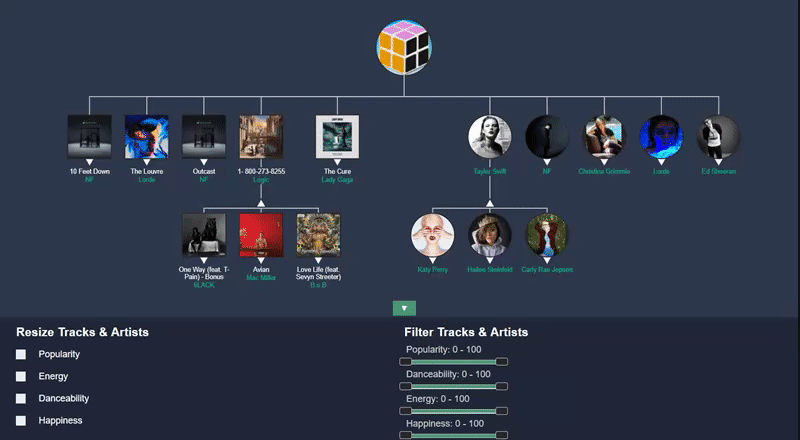 10 Feet Down
NF
The Louvre
Lorde
Outcast
NF
1- 800-273-8255
Logic
The Cure
Lady Gaga
Taylor Swift
NF
Christina Grimmie
Lorde
Ed Sheeran
One Way (feat. T-
Pain) - Bonus
6LACK
Avian
Mac Miller
Love Life (feat.
Sevyn Streeter)
B.o.B
Katy Perry
Hailee Steinfeld
Carly Rae Jepsen
Resize Tracks & Artists
Popularity
Energy
Danceability
Happiness
Filter Tracks & Artists
Popularity: 0 - 100
Danceability: 0 - 100
Energy: 0 - 100
Happiness: 0 - 100